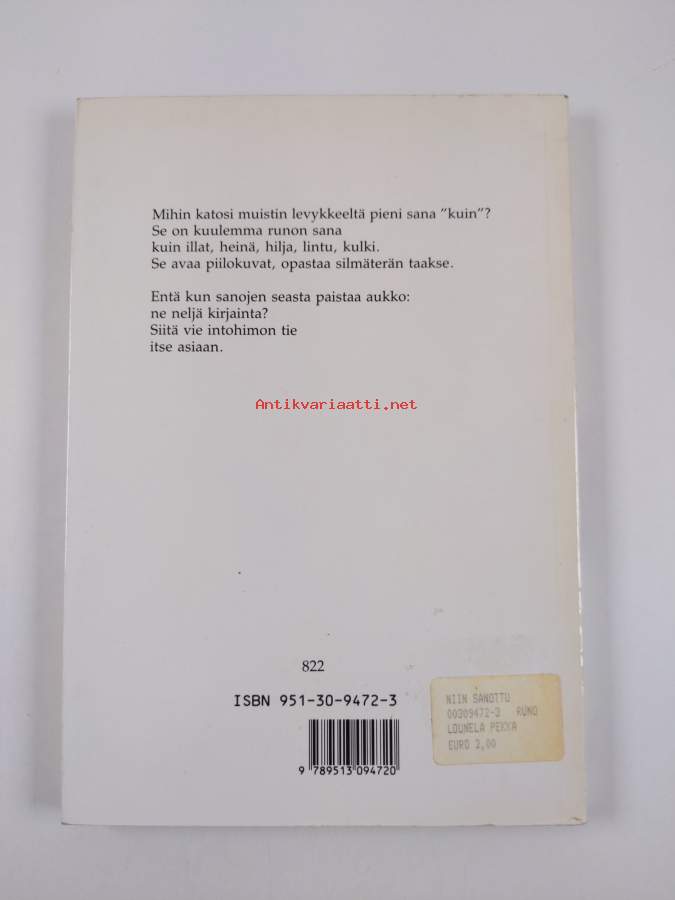 Mihin katosi muistin levykkeeltä pieni sana ”kuin”?
Se on kuulemma runon sana
kuin illat, heinä, hilja, lintu, kulki.
Se avaa piilokuvat, opastaa silmäterän taakse.
Entä kun sanojen seasta paistaa aukko:
ne neljä kirjainta?
Siitä vie intohimon tie
itse asiaan.
Antikvariaatti.net
822
ISBN 951-30-9472-3
9 789513 094720
NIIN SANOTTU
00309472-3 RUNO
LOUNELA PEKKA
EURO 2,00